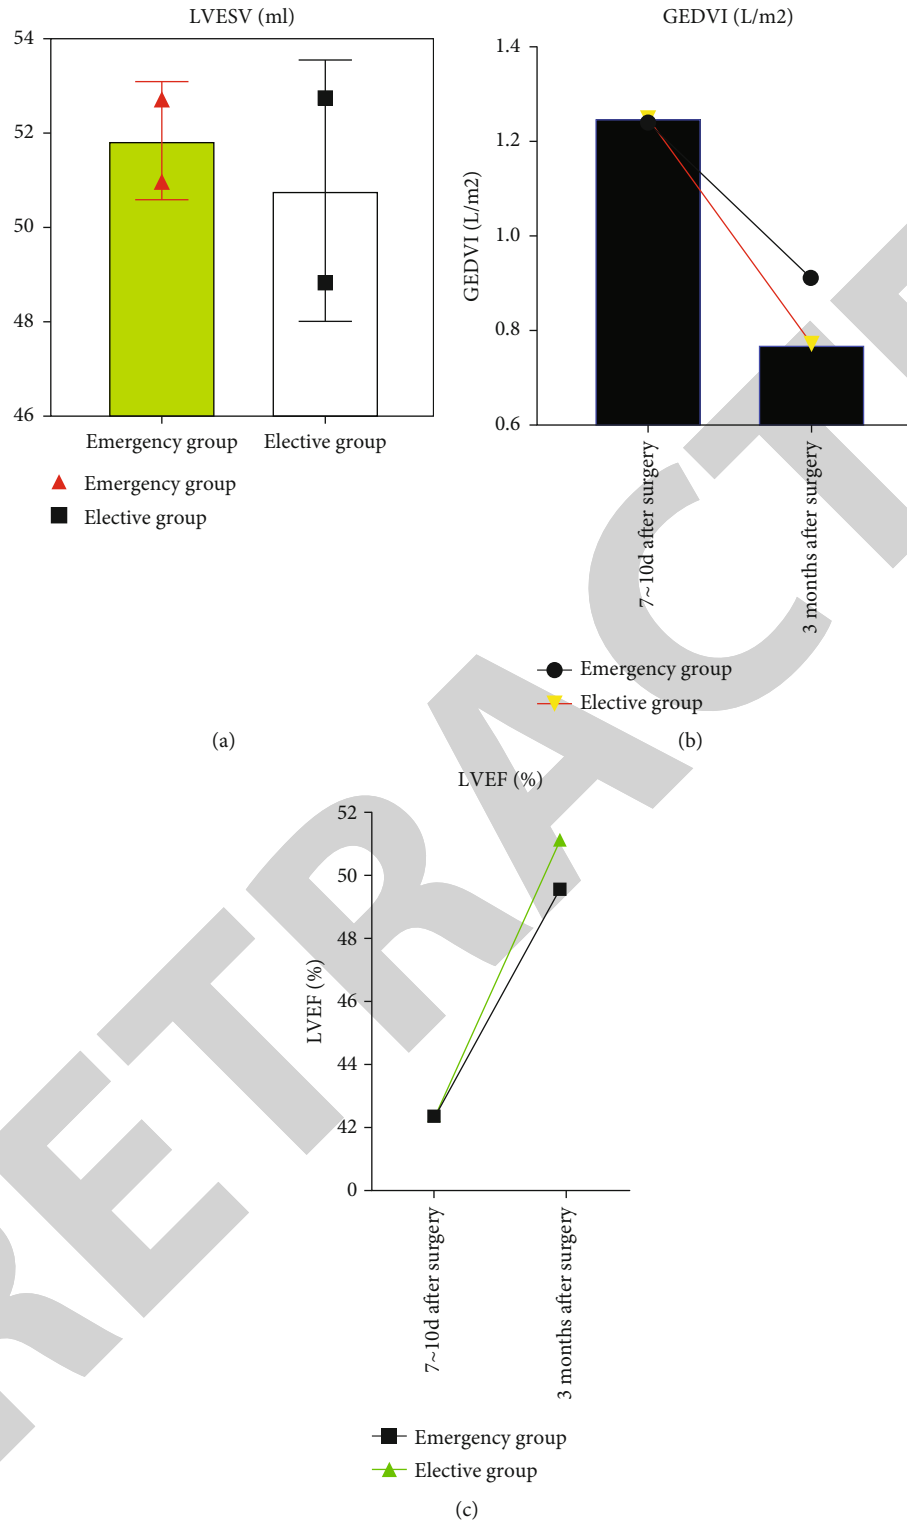 LVESV (ml)
54
52
50
48
46
Emergency group
Elective group
Emergency group
Elective group
(a)
GEDVI (L/m2)
GEDVI (L/m2)
1.4
1.2
1.0
0.8
0.6
7~10d after surgery
3 months after surgery
Emergency group
Elective group
(b)
LVEF (%)
LVEF (%)
52
50
48
46
44
42
0
7~10d after surgery
3 months after surgery
Emergency group
Elective group
(c)
RETRACTE